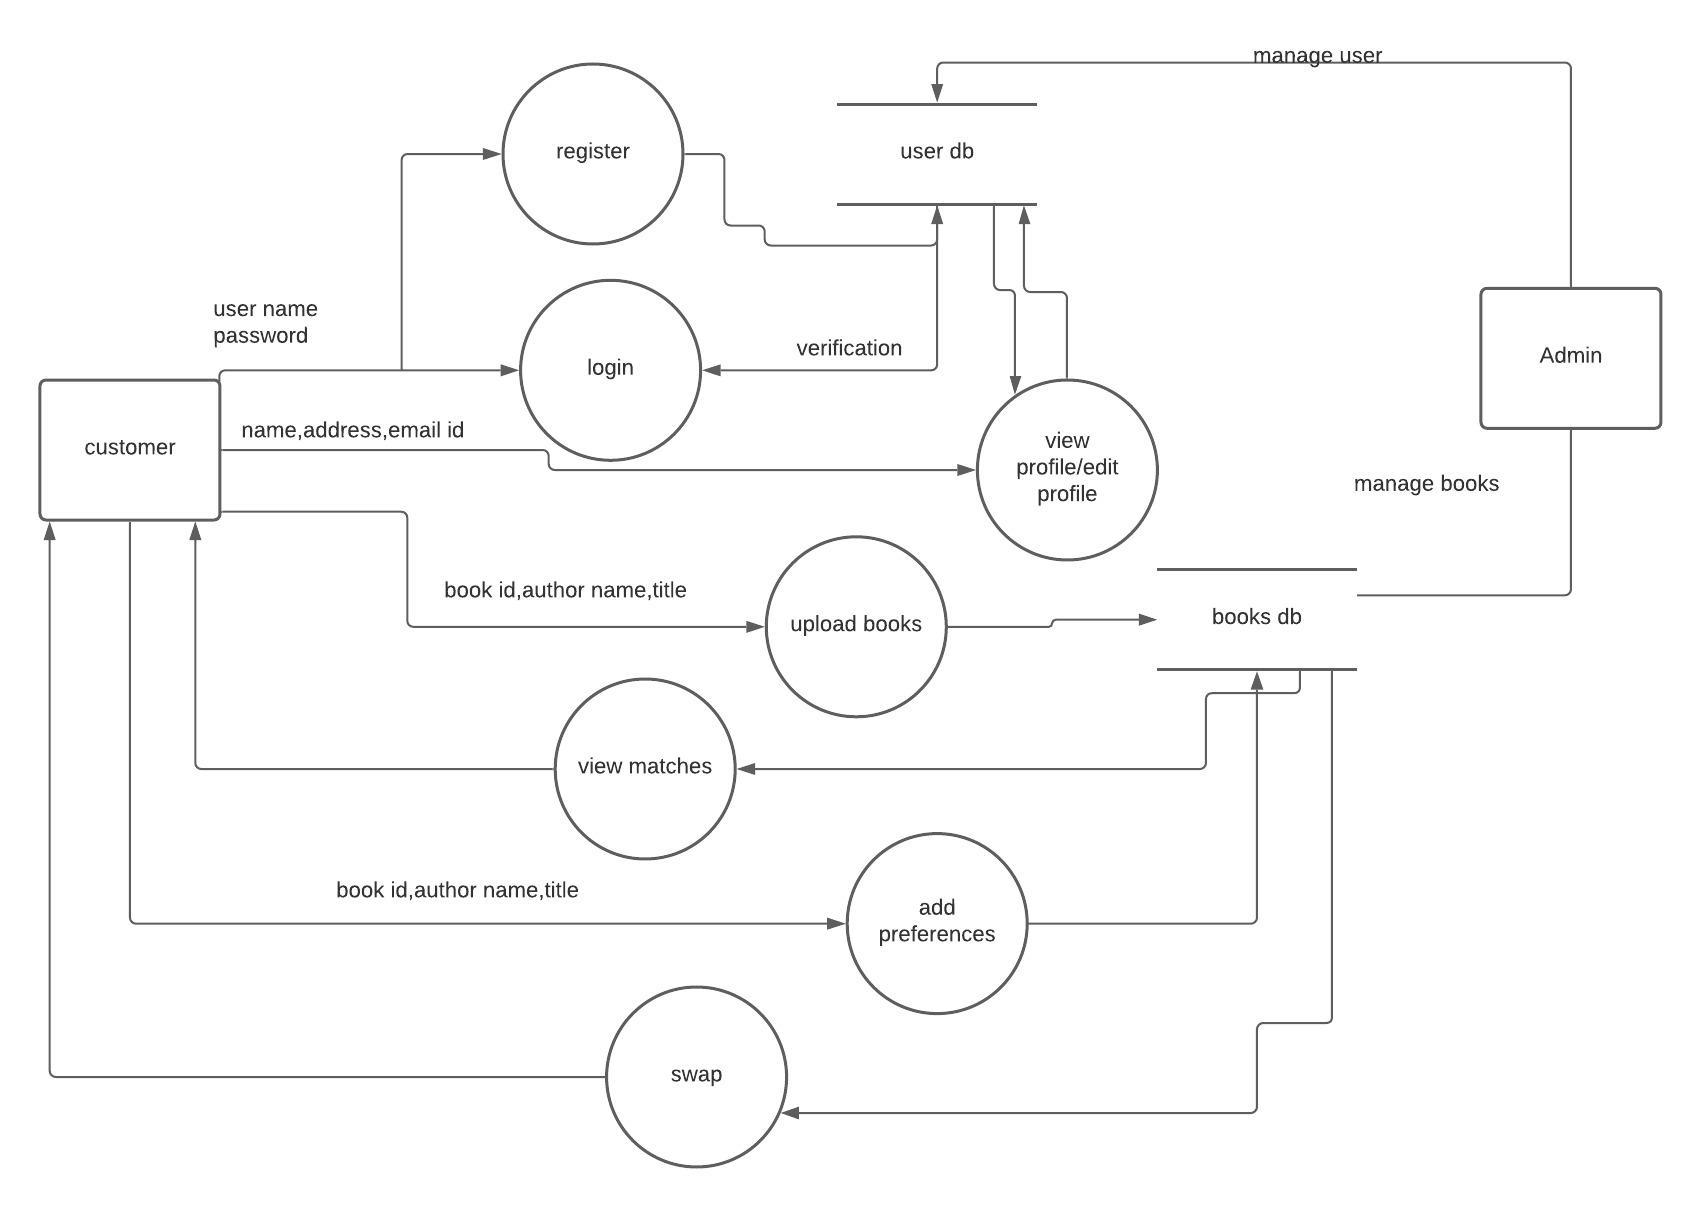 manage user
register
user db
user name
password
login
verification
Admin
customer
name,address,email id
view
profile/edit
profile
manage books
book id,author name,title
upload books
books db
view matches
book id,author name,title
add
preferences
swap